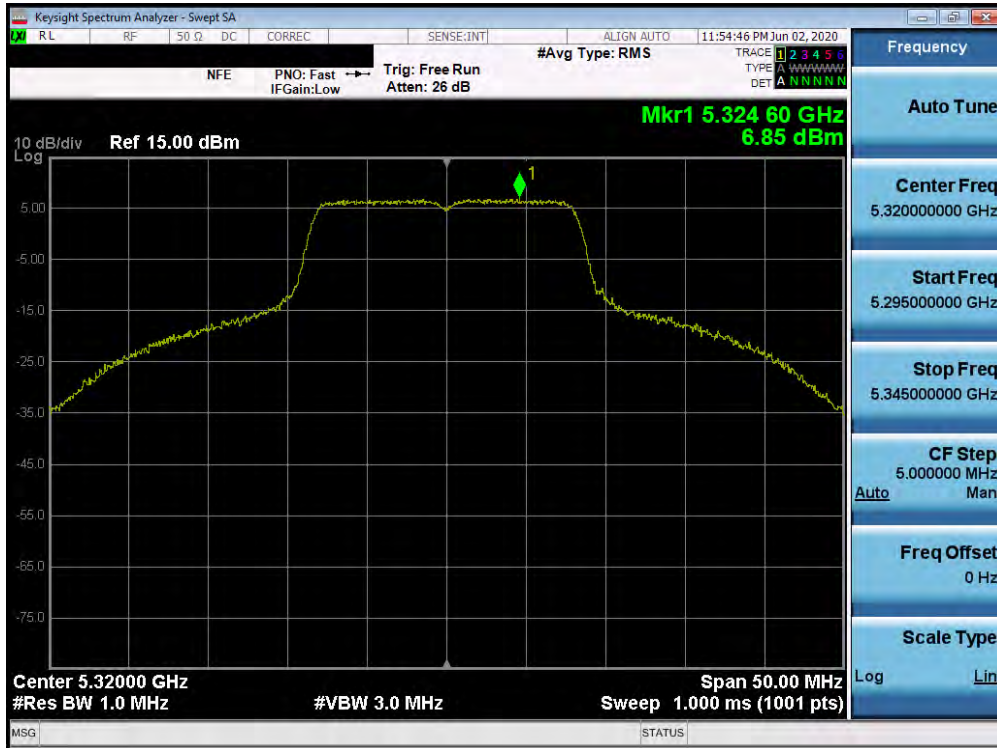 Keysight Spectrum Analyzer - Swept SA
LXI RL RF 50 Ω DC CORREC SENSE:INT ALIGN AUTO 11:54:46 PM Jun 02, 2020
#Avg Type: RMS
TRACE 1 2 3 4 5 6
NFE PNO: Fast Trig: Free Run TYPE A WWWWW
IFGain:Low Atten: 26 dB DET A N N N N N
Mkr1 5.324 60 GHz
6.85 dBm
10 dB/div Ref 15.00 dBm
Log
1
5.00
-5.00
-15.0
-25.0
-35.0
-45.0
-55.0
-65.0
-75.0
Center 5.32000 GHz Span 50.00 MHz
#Res BW 1.0 MHz #VBW 3.0 MHz Sweep 1.000 ms (1001 pts)
MSG STATUS
Frequency
Auto Tune
Center Freq
5.320000000 GHz
Start Freq
5.295000000 GHz
Stop Freq
5.345000000 GHz
CF Step
5.000000 MHz
Auto Man
Freq Offset
0 Hz
Scale Type
Log Lin